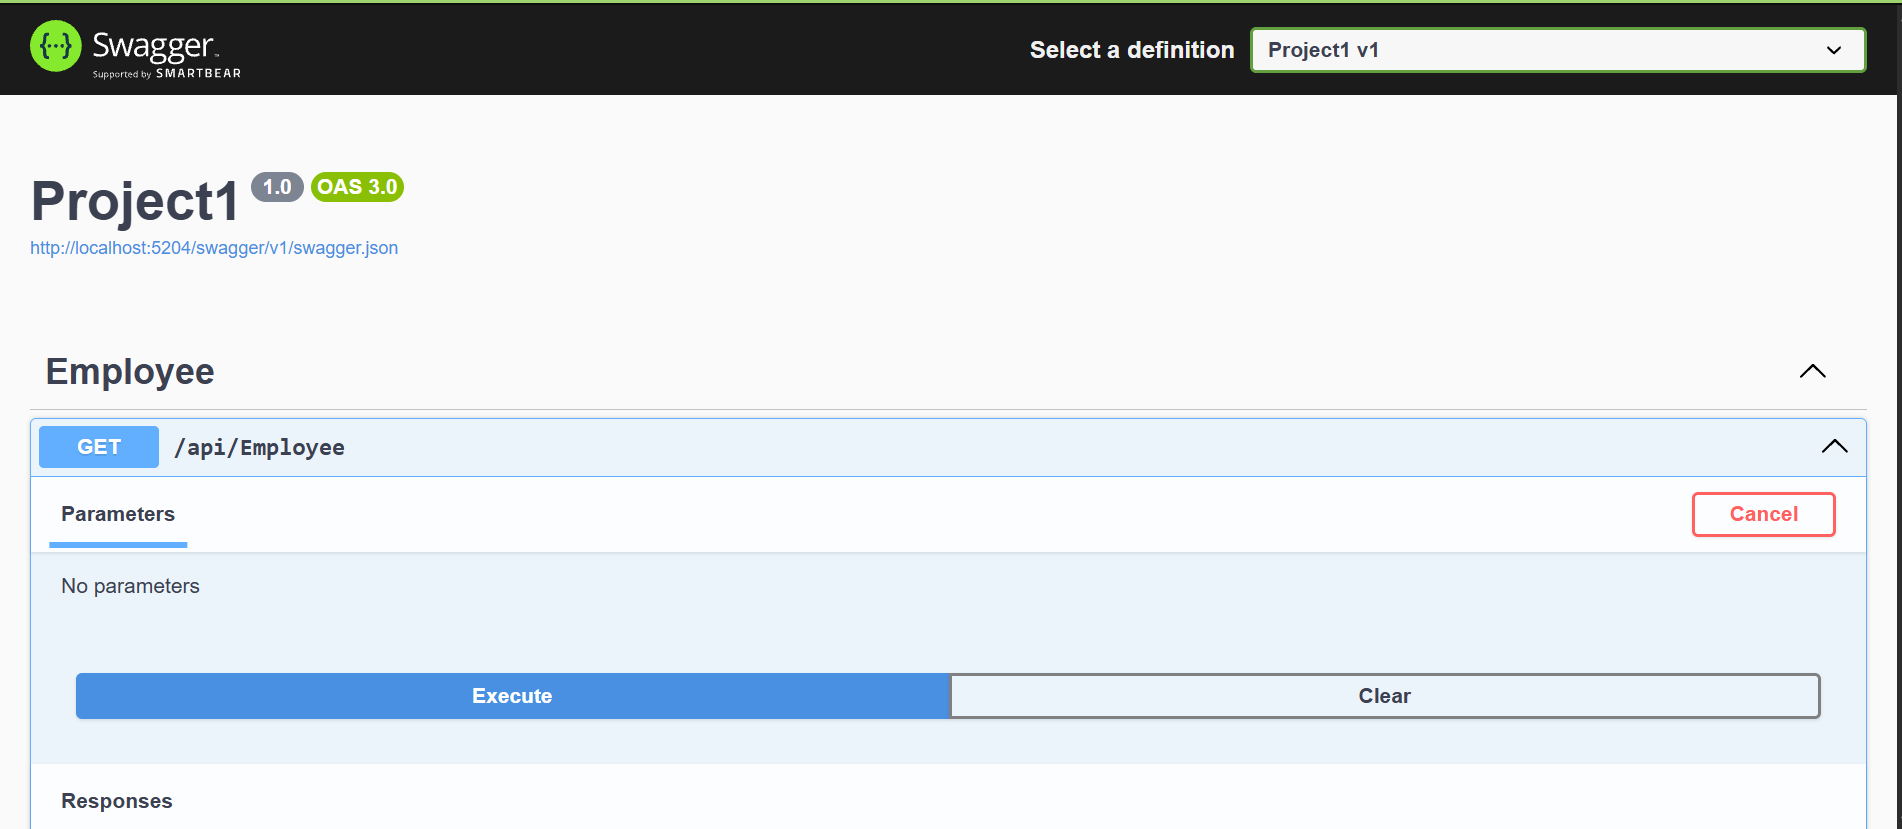 {···} Swagger™
Supported by SMARTBEAR
Select a definition
Project1 v1
Project1 1.0 OAS 3.0
http://localhost:5204/swagger/v1/swagger.json
Employee
GET /api/Employee
Parameters
Cancel
No parameters
Execute
Clear
Responses